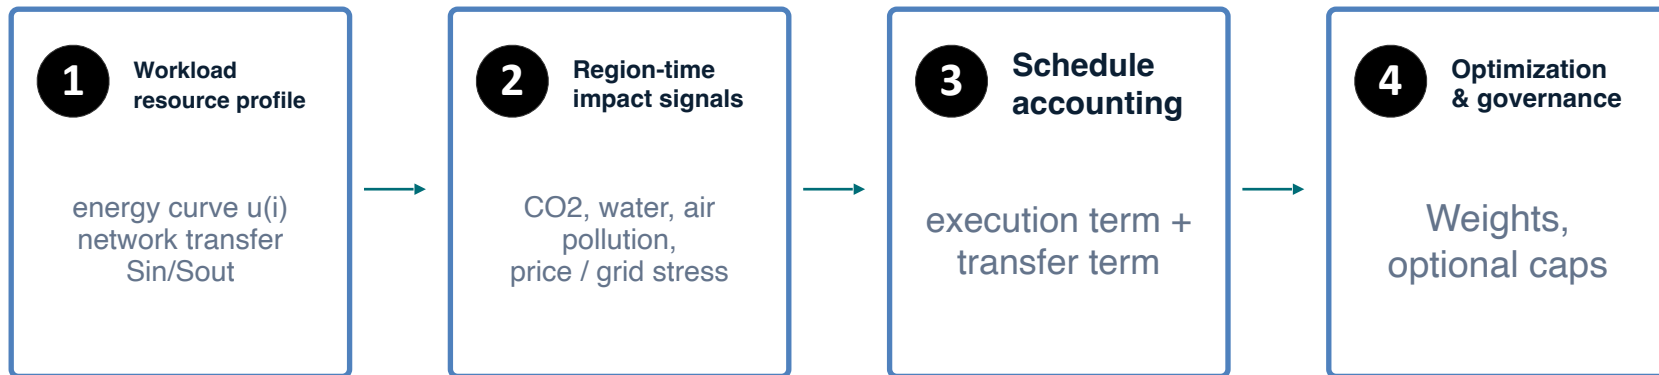 1
Workload
resource profile
energy curve u(i)
network transfer
Sin/Sout
2
Region-time
impact signals
CO2, water, air
pollution,
price / grid stress
3
Schedule
accounting
execution term +
transfer term
4
Optimization
& governance
Weights,
optional caps